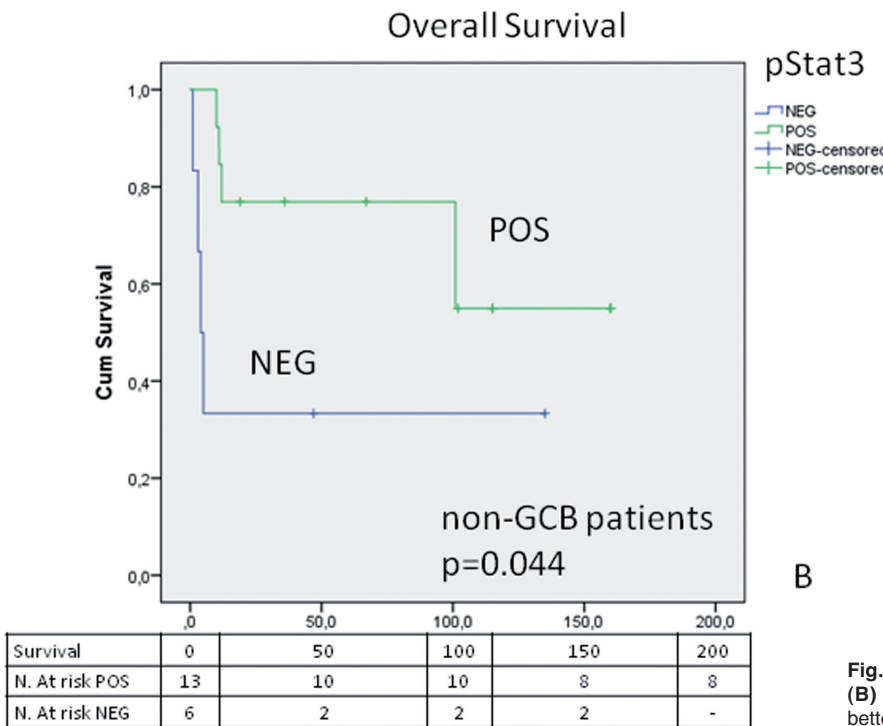 Overall Survival
pStat3
NEG
POS
NEG-censored
POS-censored
Cum Survival
1,0
0,8
0,6
0,4
0,2
0,0
POS
NEG
non-GCB patients
p=0.044
B
,0 50,0 100,0 150,0 200,0
Survival 0 50 100 150 200
N. At risk POS 13 10 10 8 8
N. At risk NEG 6 2 2 2 -
Fig.
(B)